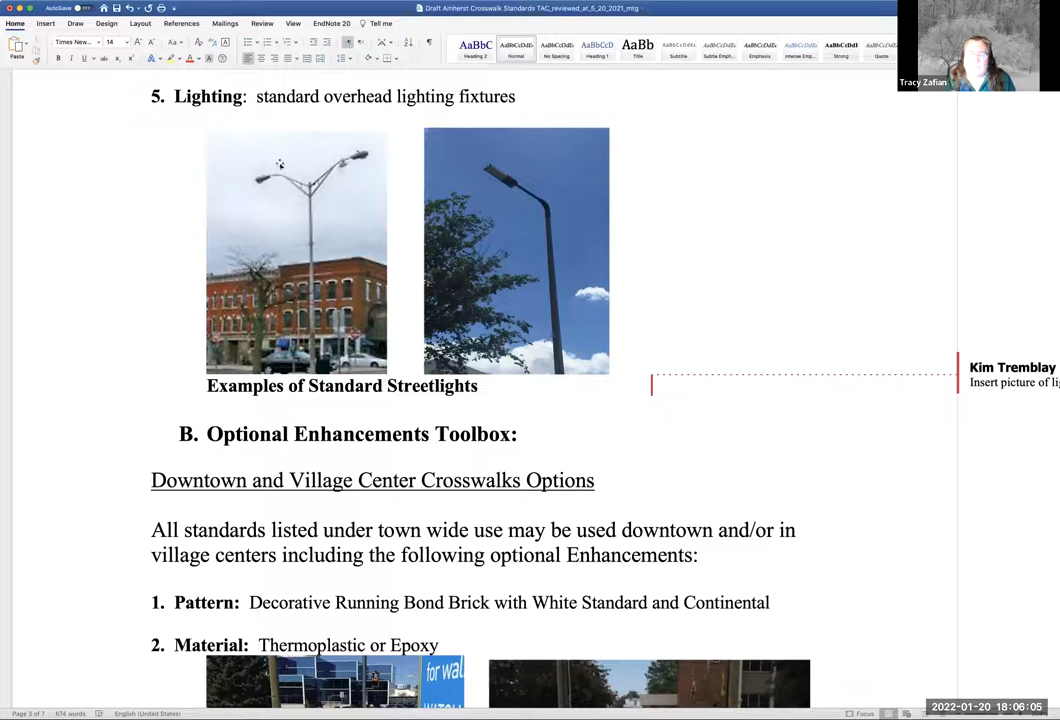 AutoSave OFF
Draft Amherst Crosswalk Standards TAC_reviewed_at_5_20_2021_mtg
Home Insert Draw Design Layout References Mailings Review View EndNote 20 Tell me
Paste
Times New... 14
AaBbC AaBbCcDdEe AaBbCcDdEe AaBbCcD AaBb AaBbCcDdEe AaBbCcDdEe AaBbCcDdEe AaBbCcDdEe AaBbCcD AaBbCcDdE
Heading 2 Normal No Spacing Heading 1 Title Subtitle Subtle Emph... Emphasis Intense Emp... Strong Quote
Tracy Zafian
5. Lighting: standard overhead lighting fixtures
Examples of Standard Streetlights
Kim Tremblay
Insert picture of li
B. Optional Enhancements Toolbox:
Downtown and Village Center Crosswalks Options
All standards listed under town wide use may be used downtown and/or in
village centers including the following optional Enhancements:
1. Pattern: Decorative Running Bond Brick with White Standard and Continental
2. Material: Thermoplastic or Epoxy
for wal
Page 3 of 7 674 words English (United States) Focus
2022-01-20 18:06:05